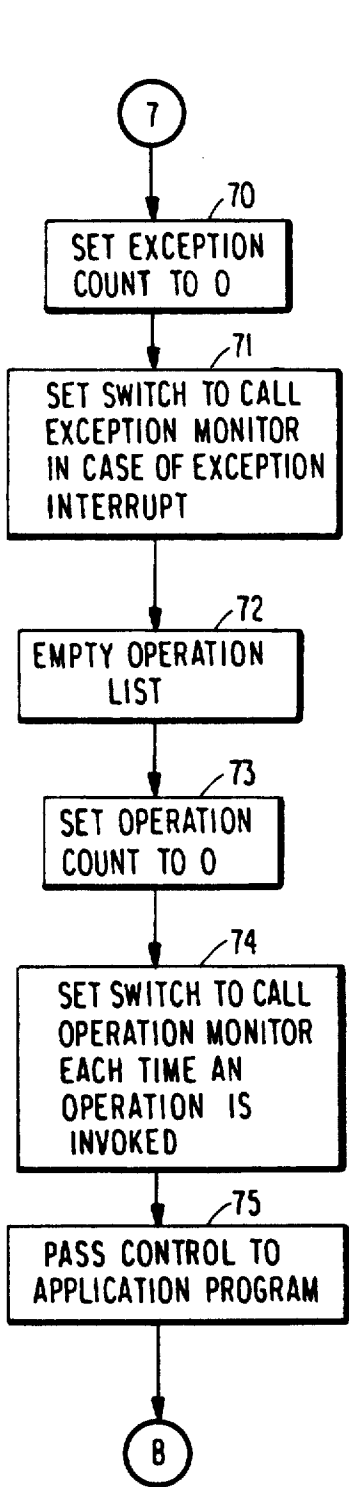 7
70
SET EXCEPTION
COUNT TO 0
71
SET SWITCH TO CALL
EXCEPTION MONITOR
IN CASE OF EXCEPTION
INTERRUPT
72
EMPTY OPERATION
LIST
73
SET OPERATION
COUNT TO 0
74
SET SWITCH TO CALL
OPERATION MONITOR
EACH TIME AN
OPERATION IS
INVOKED
75
PASS CONTROL TO
APPLICATION PROGRAM
B